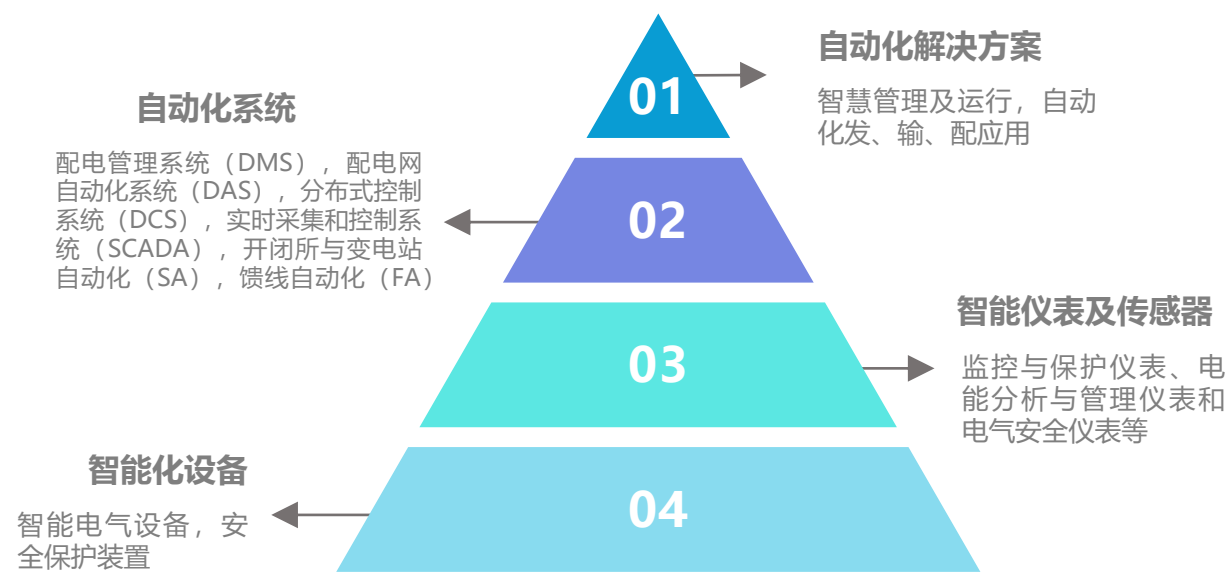 01
自动化解决方案
智慧管理及运行，自动
化发、输、配应用
自动化系统
配电管理系统（DMS），配电网
自动化系统（DAS），分布式控制
系统（DCS），实时采集和控制系
统（SCADA），开闭所与变电站
自动化（SA），馈线自动化（FA）
02
03
智能仪表及传感器
监控与保护仪表、电
能分析与管理仪表和
电气安全仪表等
智能化设备
智能电气设备，安
全保护装置
04